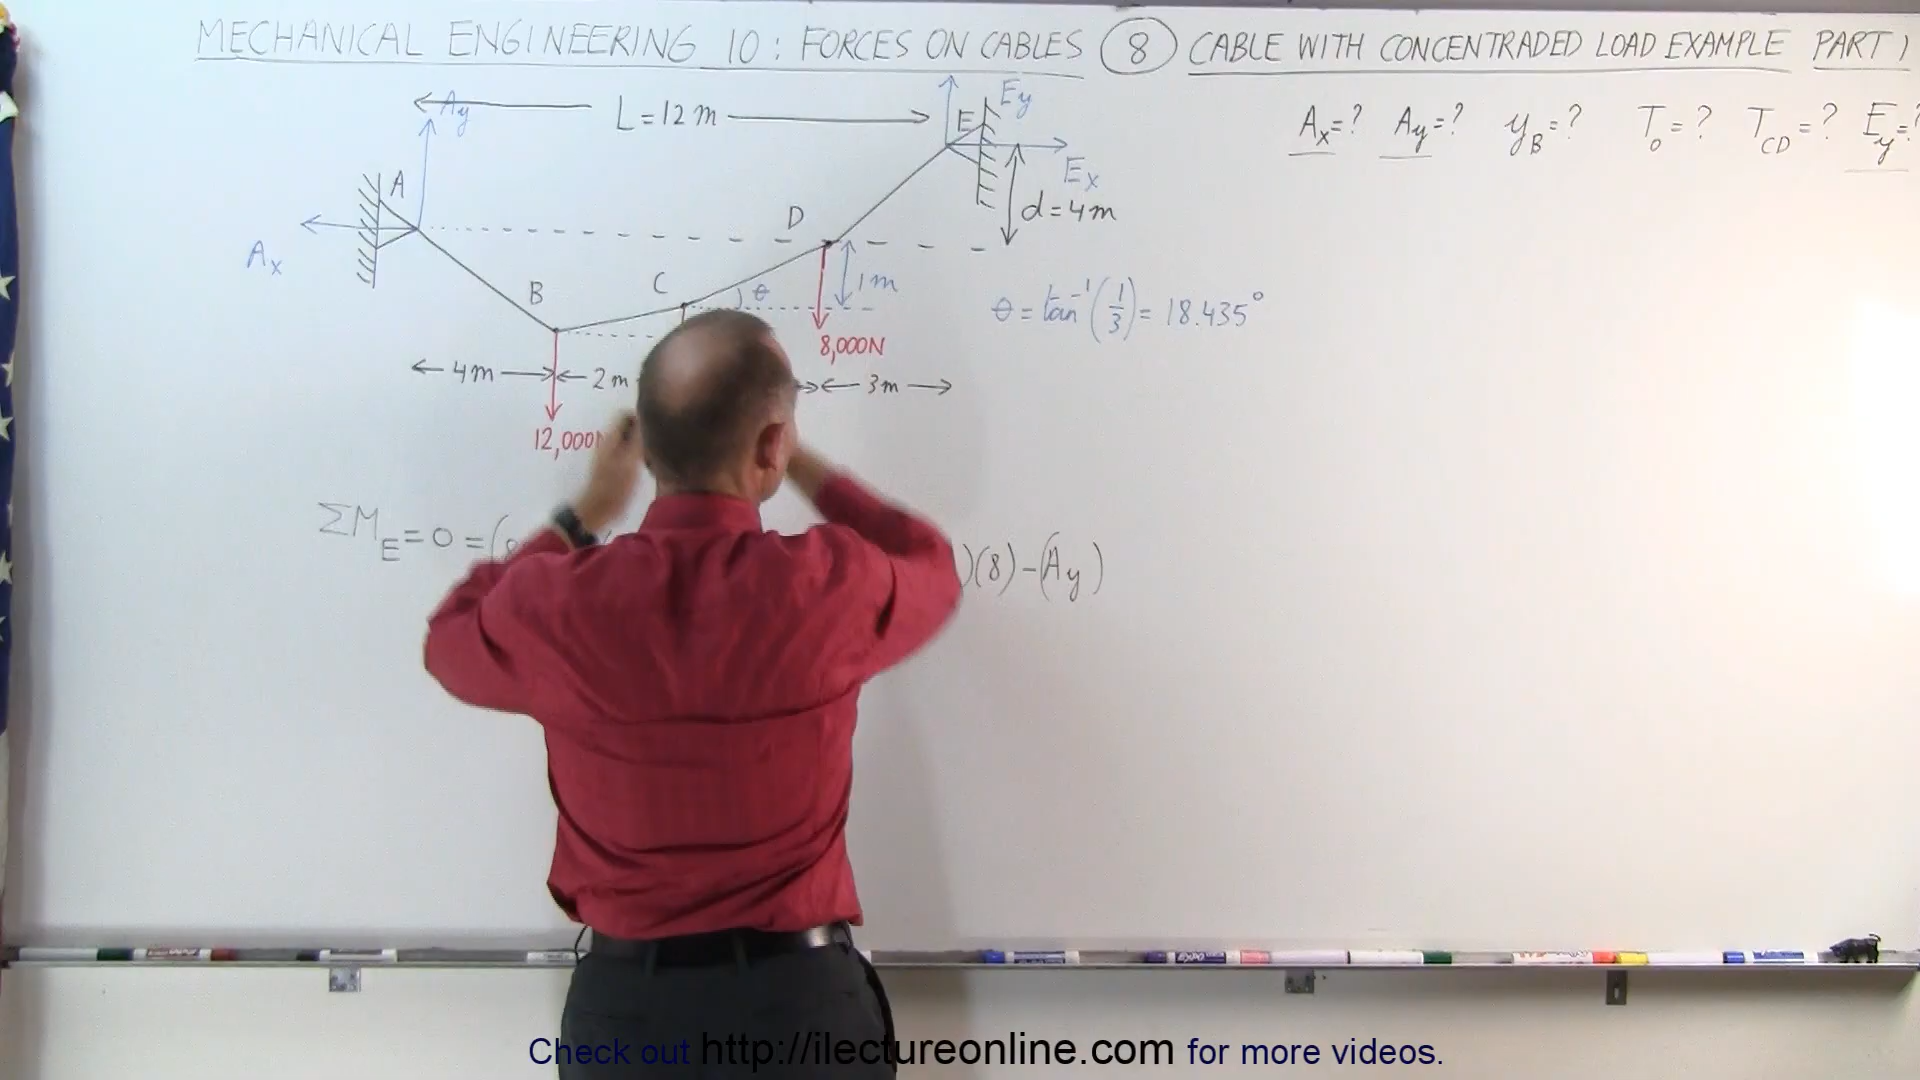 MECHANICAL ENGINEERING 10: FORCES ON CABLES 8 CABLE WITH CONCENTRADED LOAD EXAMPLE PART 1
Ax=? Ay=? yB=? To=? TCD=? Ey=?
Ay L=12m E Ey
A Ex
D d=4m
Ax
B C θ 1m
θ = tan⁻¹(1/3) = 18.435°
8,000N
4m 2m 3m
12,000N
ΣM_E=0=(8 )(8)-(Ay)
Check out http://ilectureonline.com for more videos.